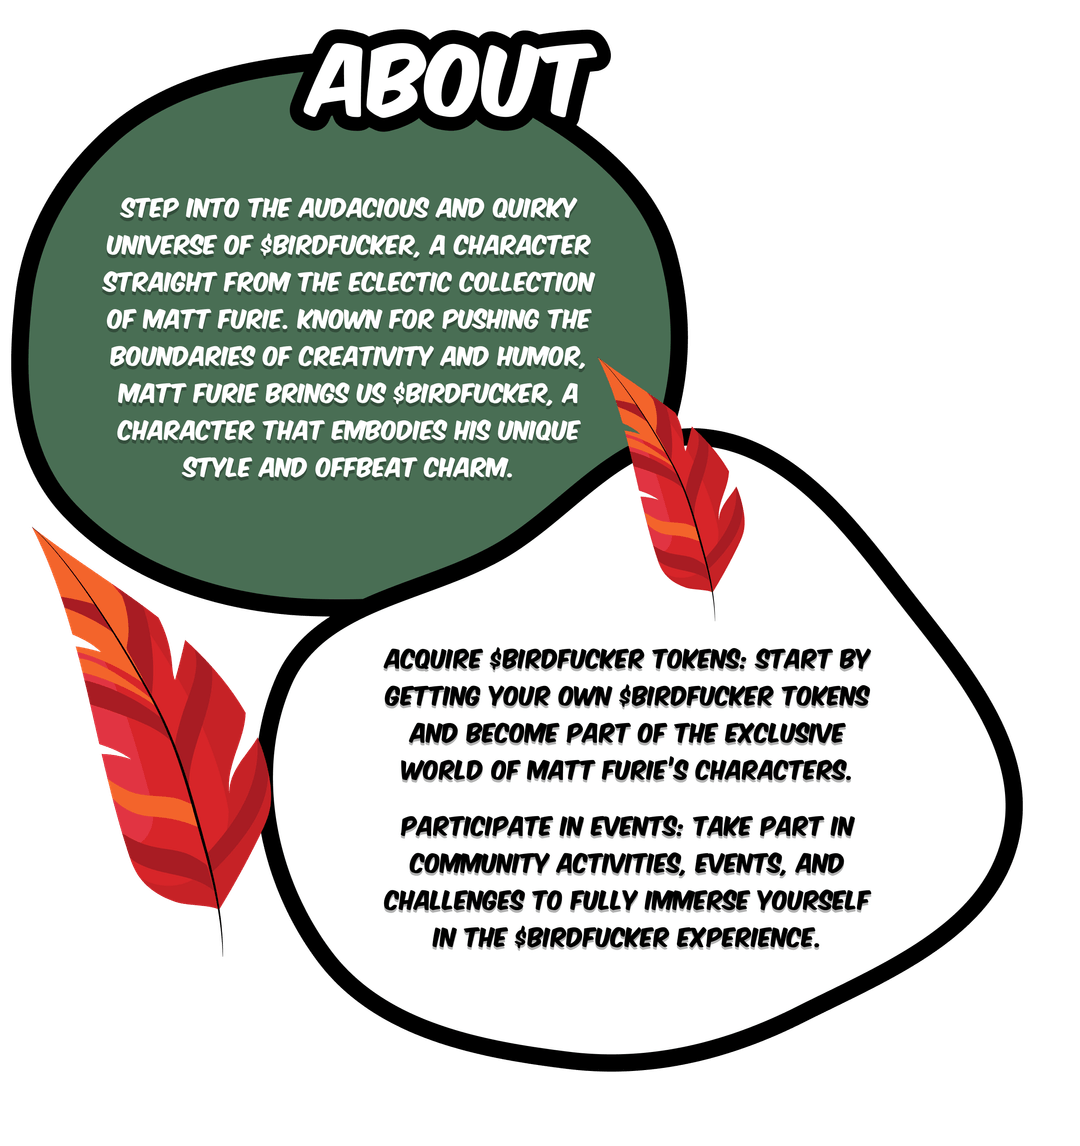 ABOUT
STEP INTO THE AUDACIOUS AND QUIRKY
UNIVERSE OF $BIRDFUCKER, A CHARACTER
STRAIGHT FROM THE ECLECTIC COLLECTION
OF MATT FURIE. KNOWN FOR PUSHING THE
BOUNDARIES OF CREATIVITY AND HUMOR,
MATT FURIE BRINGS US $BIRDFUCKER, A
CHARACTER THAT EMBODIES HIS UNIQUE
STYLE AND OFFBEAT CHARM.
ACQUIRE $BIRDFUCKER TOKENS: START BY
GETTING YOUR OWN $BIRDFUCKER TOKENS
AND BECOME PART OF THE EXCLUSIVE
WORLD OF MATT FURIE'S CHARACTERS.
PARTICIPATE IN EVENTS: TAKE PART IN
COMMUNITY ACTIVITIES, EVENTS, AND
CHALLENGES TO FULLY IMMERSE YOURSELF
IN THE $BIRDFUCKER EXPERIENCE.